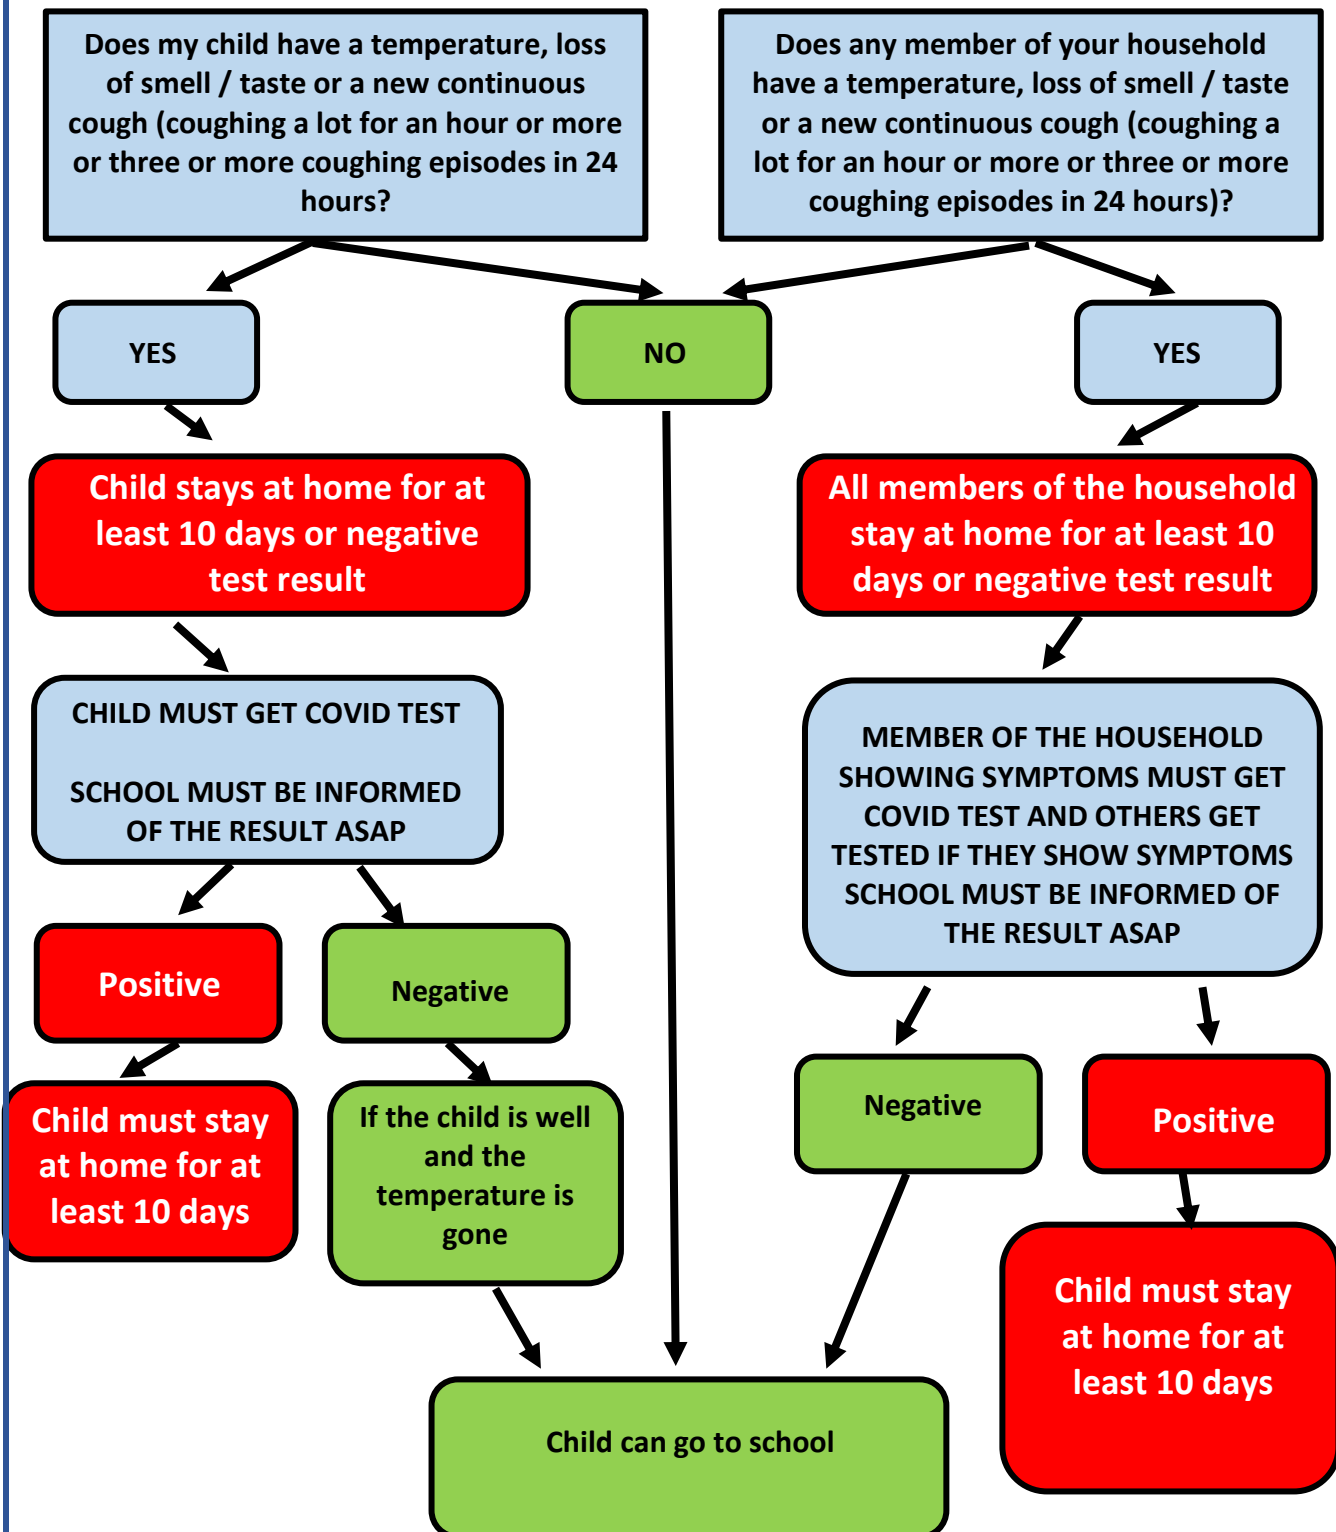 Does my child have a temperature, loss
of smell / taste or a new continuous
cough (coughing a lot for an hour or more
or three or more coughing episodes in 24
hours?
Does any member of your household
have a temperature, loss of smell / taste
or a new continuous cough (coughing a
lot for an hour or more or three or more
coughing episodes in 24 hours)?
YES
NO
YES
Child stays at home for at
least 10 days or negative
test result
All members of the household
stay at home for at least 10
days or negative test result
CHILD MUST GET COVID TEST
SCHOOL MUST BE INFORMED
OF THE RESULT ASAP
MEMBER OF THE HOUSEHOLD
SHOWING SYMPTOMS MUST GET
COVID TEST AND OTHERS GET
TESTED IF THEY SHOW SYMPTOMS
SCHOOL MUST BE INFORMED OF
THE RESULT ASAP
Positive
Negative
Negative
Positive
Child must stay
at home for at
least 10 days
If the child is well
and the
temperature is
gone
Child must stay
at home for at
least 10 days
Child can go to school